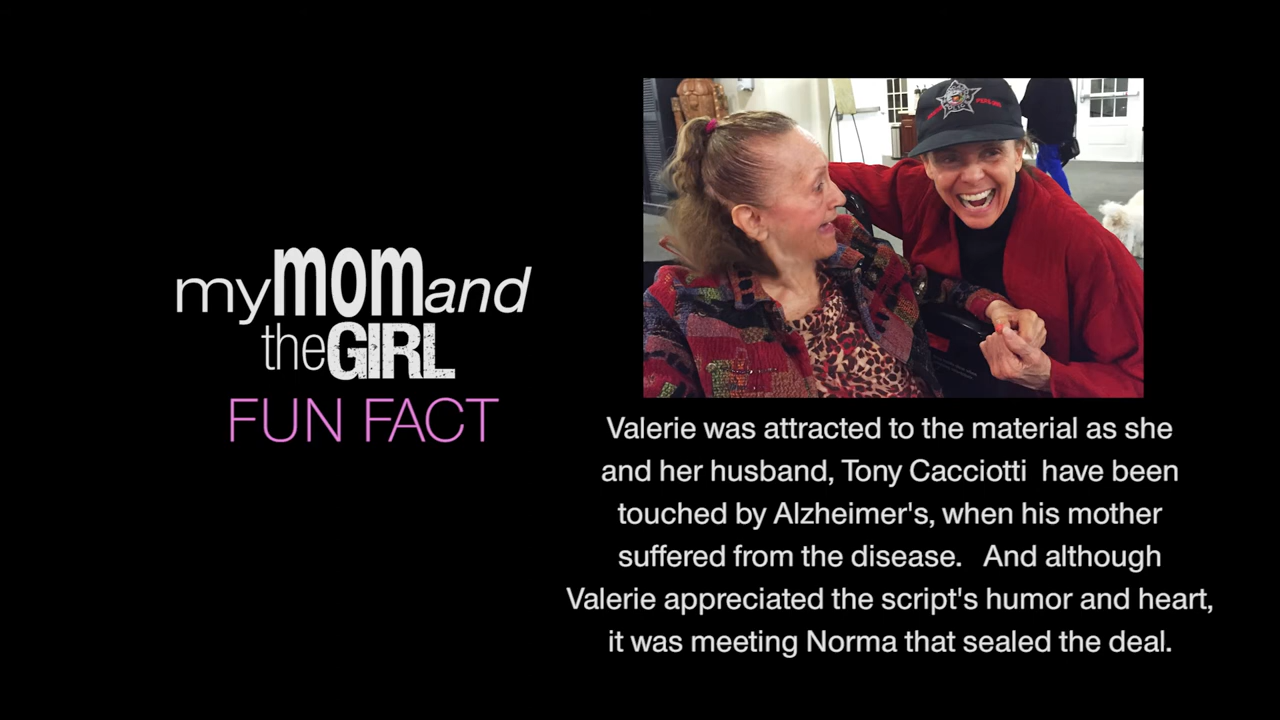 my mom and
the GIRL
FUN FACT
Valerie was attracted to the material as she
and her husband, Tony Cacciotti  have been
touched by Alzheimer's, when his mother
suffered from the disease.   And although
Valerie appreciated the script's humor and heart,
it was meeting Norma that sealed the deal.